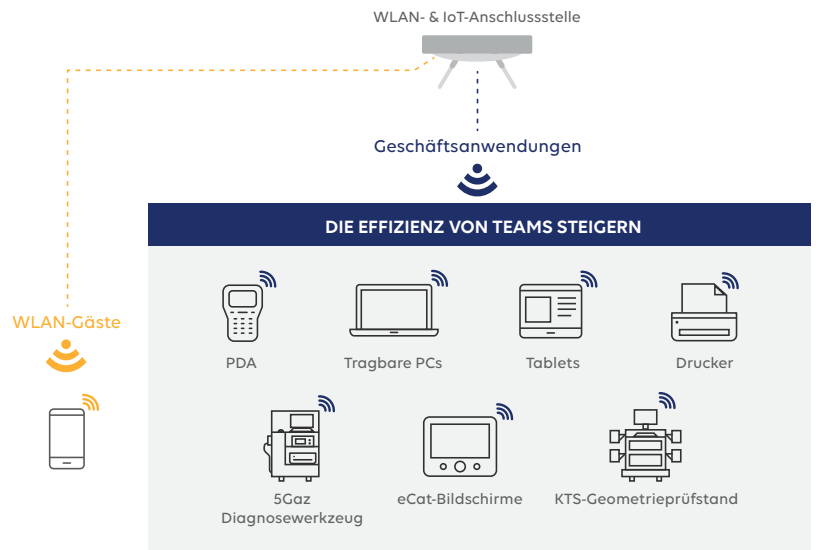 WLAN- & IoT-Anschlussstelle
Geschäftsanwendungen
DIE EFFIZIENZ VON TEAMS STEIGERN
WLAN-Gäste
PDA
Tragbare PCs
Tablets
Drucker
5Gaz
Diagnosewerkzeug
eCat-Bildschirme
KTS-Geometrieprüfstand